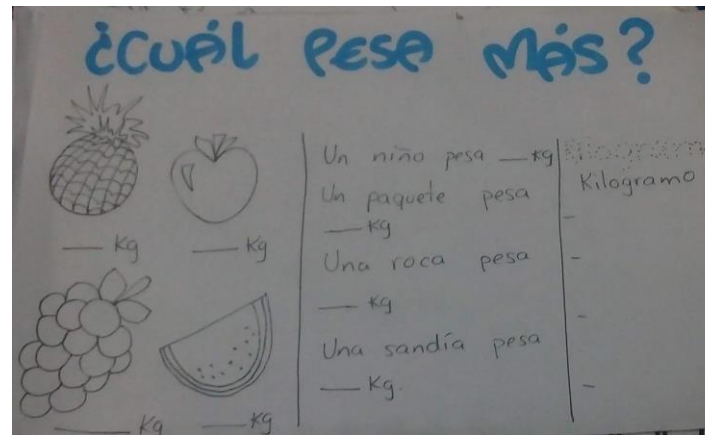 ¿CUÁL PESA MÁS?
___ Kg ___ Kg
___ Kg ___ Kg
Un niño pesa ___ Kg
Un paquete pesa
___ Kg
Una roca pesa
___ Kg
Una sandía pesa
___ Kg.
Kilogramo
-
-
-
-